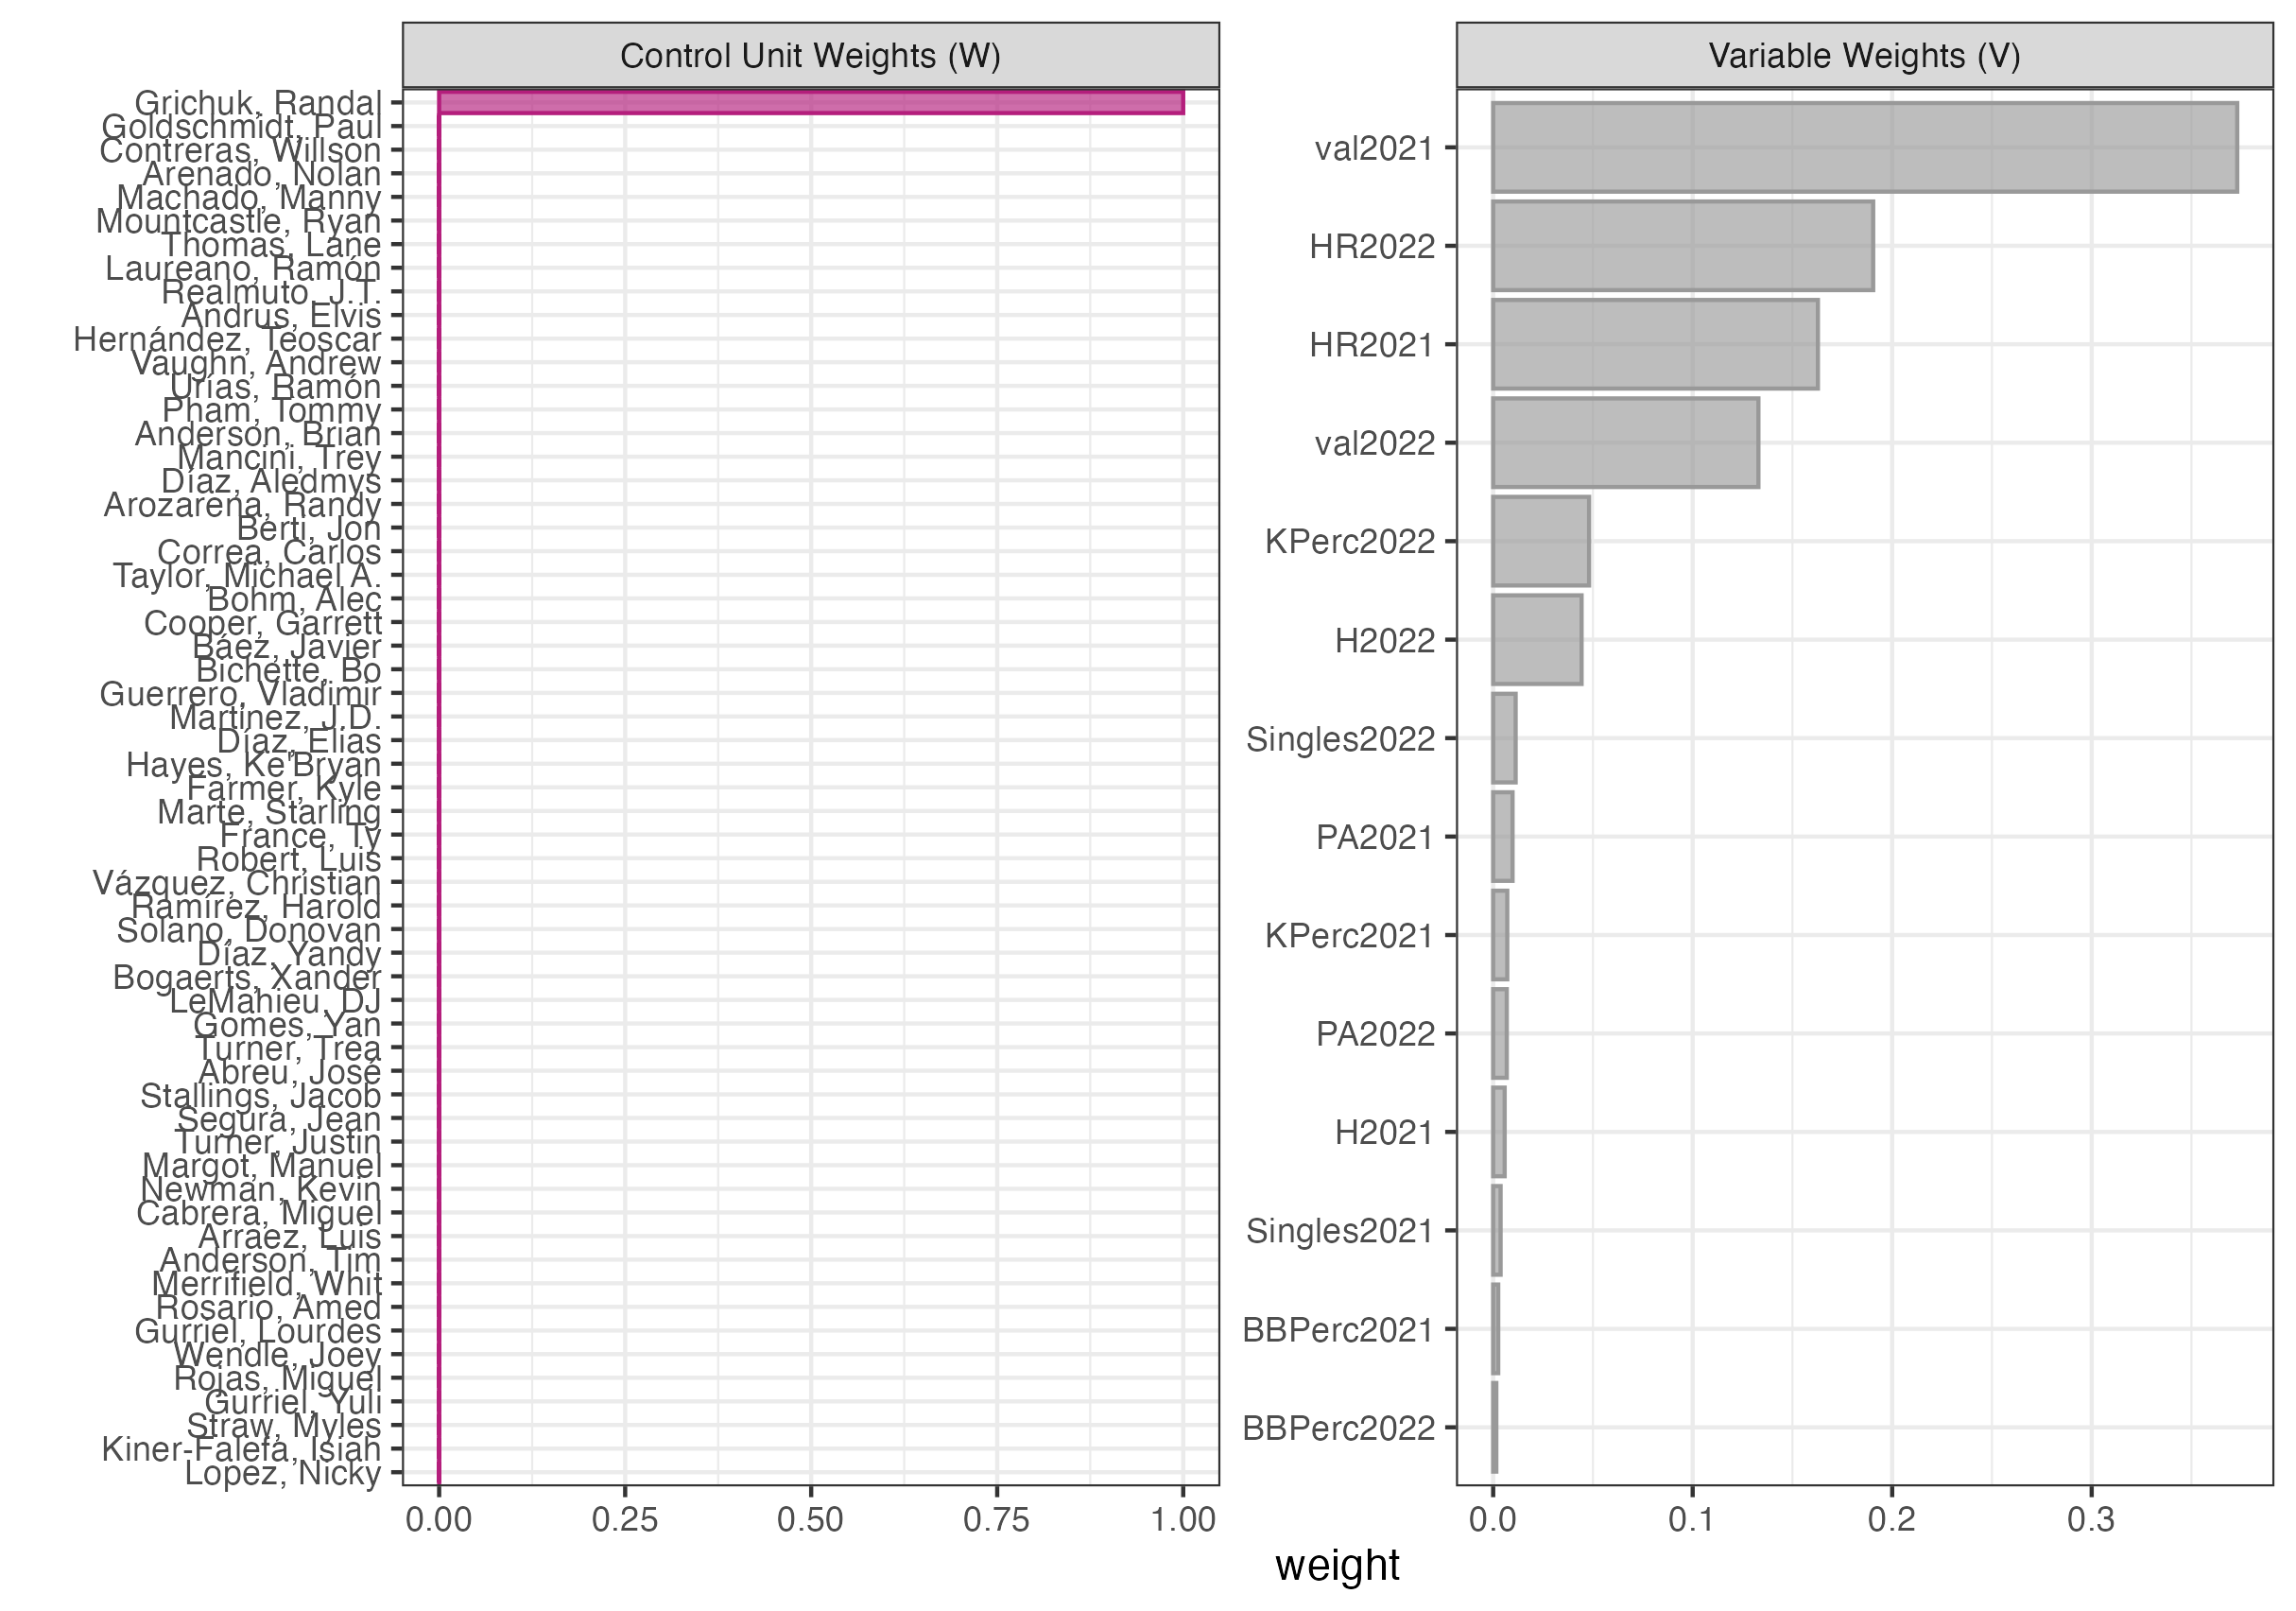 Control Unit Weights (W)
Grichuk, Randal
Goldschmidt, Paul
Contreras, Willson
Arenado, Nolan
Machado, Manny
Mountcastle, Ryan
Thomas, Lane
Laureano, Ramón
Realmuto, J.T.
Andrus, Elvis
Hernández, Teoscar
Vaughn, Andrew
Urías, Ramón
Pham, Tommy
Anderson, Brian
Mancini, Trey
Díaz, Aledmys
Arozarena, Randy
Berti, Jon
Correa, Carlos
Taylor, Michael A.
Bohm, Alec
Cooper, Garrett
Báez, Javier
Bichette, Bo
Guerrero, Vladimir
Martinez, J.D.
Díaz, Elias
Hayes, Ke'Bryan
Farmer, Kyle
Marte, Starling
France, Ty
Robert, Luis
Vázquez, Christian
Ramírez, Harold
Solano, Donovan
Díaz, Yandy
Bogaerts, Xander
LeMahieu, DJ
Gomes, Yan
Turner, Trea
Abreu, José
Stallings, Jacob
Segura, Jean
Turner, Justin
Margot, Manuel
Newman, Kevin
Cabrera, Miguel
Arraez, Luis
Anderson, Tim
Merrifield, Whit
Rosario, Amed
Gurriel, Lourdes
Wendle, Joey
Rojas, Miguel
Gurriel, Yuli
Straw, Myles
Kiner-Falefa, Isiah
Lopez, Nicky
0.00 0.25 0.50 0.75 1.00
Variable Weights (V)
val2021
HR2022
HR2021
val2022
KPerc2022
H2022
Singles2022
PA2021
KPerc2021
PA2022
H2021
Singles2021
BBPerc2021
BBPerc2022
0.0 0.1 0.2 0.3
weight